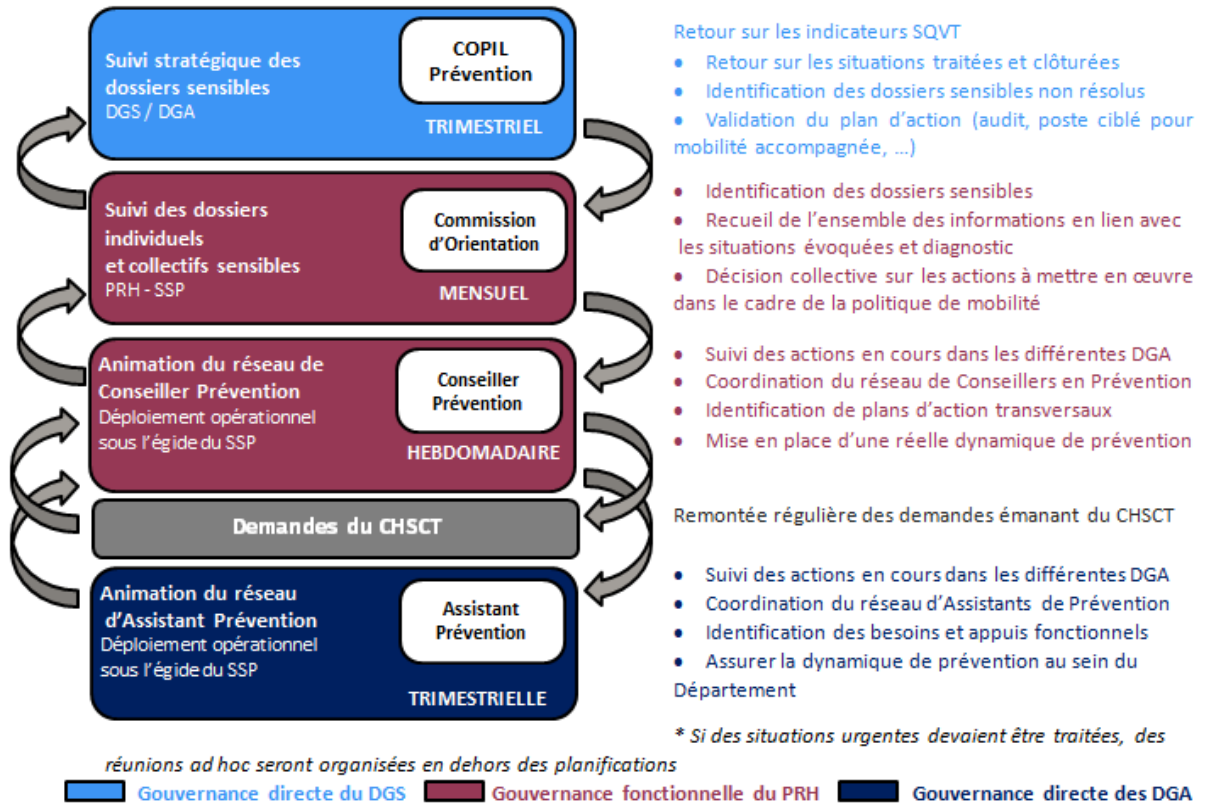 Suivi stratégique des
dossiers sensibles
DGS / DGA
COPIL
Prévention
TRIMESTRIEL
Retour sur les indicateurs SQVT
• Retour sur les situations traitées et clôturées
• Identification des dossiers sensibles non résolus
• Validation du plan d'action (audit, poste ciblé pour
mobilité accompagnée, ...)
Suivi des dossiers
individuels
et collectifs sensibles
PRH - SSP
Commission
d'Orientation
MENSUEL
• Identification des dossiers sensibles
• Recueil de l'ensemble des informations en lien avec
les situations évoquées et diagnostic
• Décision collective sur les actions à mettre en œuvre
dans le cadre de la politique de mobilité
Animation du réseau de
Conseiller Prévention
Déploiement opérationnel
sous l'égide du SSP
Conseiller
Prévention
HEBDOMADAIRE
• Suivi des actions en cours dans les différentes DGA
• Coordination du réseau de Conseillers en Prévention
• Identification de plans d'action transversaux
• Mise en place d'une réelle dynamique de prévention
Demandes du CHSCT
Remontée régulière des demandes émanant du CHSCT
Animation du réseau
d'Assistant Prévention
Déploiement opérationnel
sous l'égide du SSP
Assistant
Prévention
TRIMESTRIELLE
• Suivi des actions en cours dans les différentes DGA
• Coordination du réseau d'Assistants de Prévention
• Identification des besoins et appuis fonctionnels
• Assurer la dynamique de prévention au sein du
Département
* Si des situations urgentes devaient être traitées, des
réunions ad hoc seront organisées en dehors des planifications
Gouvernance directe du DGS
Gouvernance fonctionnelle du PRH
Gouvernance directe des DGA